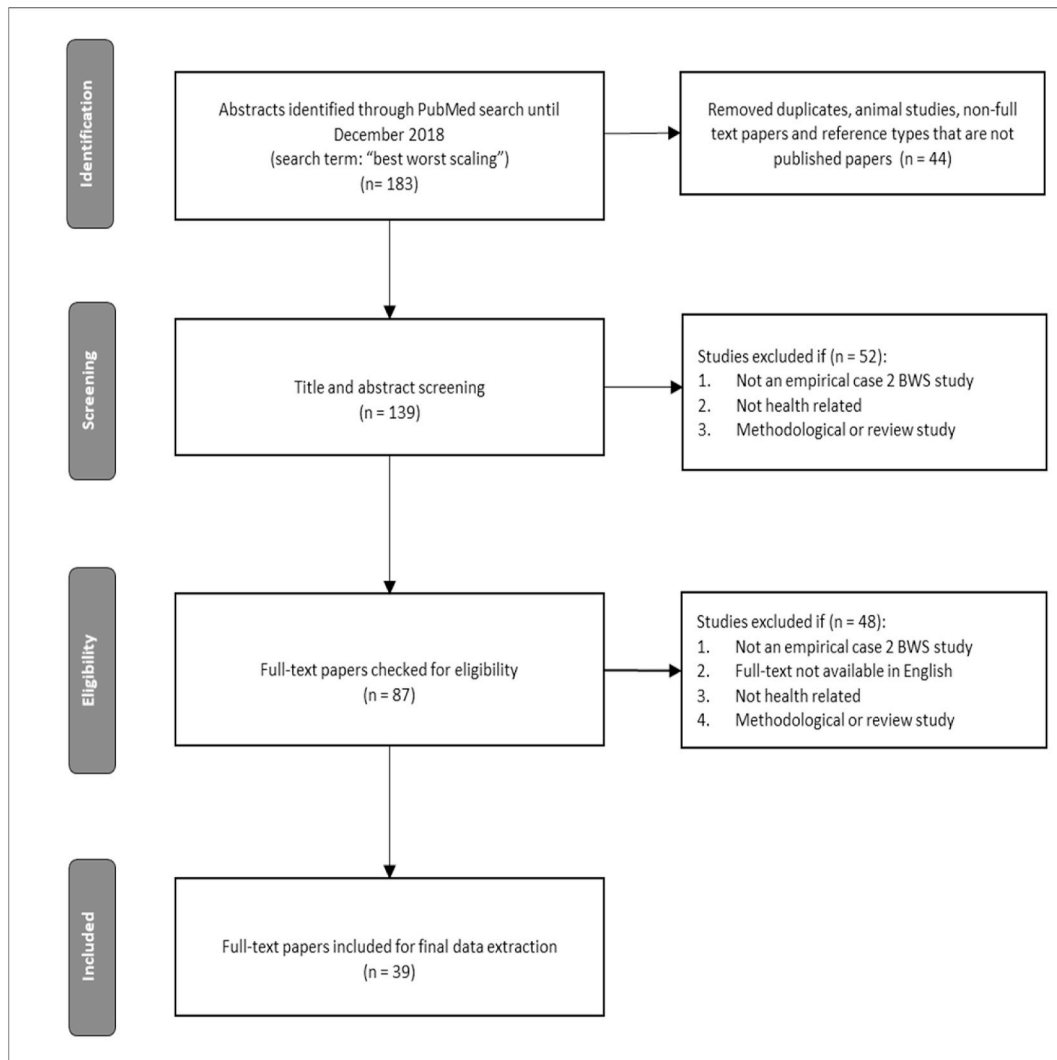 Identification
Abstracts identified through PubMed search until
December 2018
(search term: “best worst scaling”)
(n= 183)
Removed duplicates, animal studies, non-full
text papers and reference types that are not
published papers (n = 44)
Screening
Title and abstract screening
(n = 139)
Studies excluded if (n = 52):
1. Not an empirical case 2 BWS study
2. Not health related
3. Methodological or review study
Eligibility
Full-text papers checked for eligibility
(n = 87)
Studies excluded if (n = 48):
1. Not an empirical case 2 BWS study
2. Full-text not available in English
3. Not health related
4. Methodological or review study
Included
Full-text papers included for final data extraction
(n = 39)